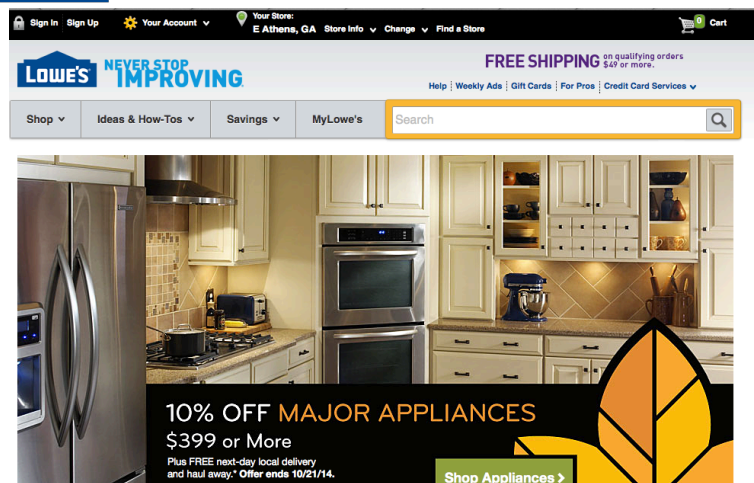 Sign In Sign Up Your Account Your Store: E Athens, GA Store Info Change Find a Store 0 Cart
LOWE'S NEVER STOP IMPROVING
FREE SHIPPING on qualifying orders $49 or more.
Help Weekly Ads Gift Cards For Pros Credit Card Services
Shop Ideas & How-Tos Savings MyLowe's Search
10% OFF MAJOR APPLIANCES
$399 or More
Plus FREE next-day local delivery
and haul away.* Offer ends 10/21/14.
Shop Appliances >